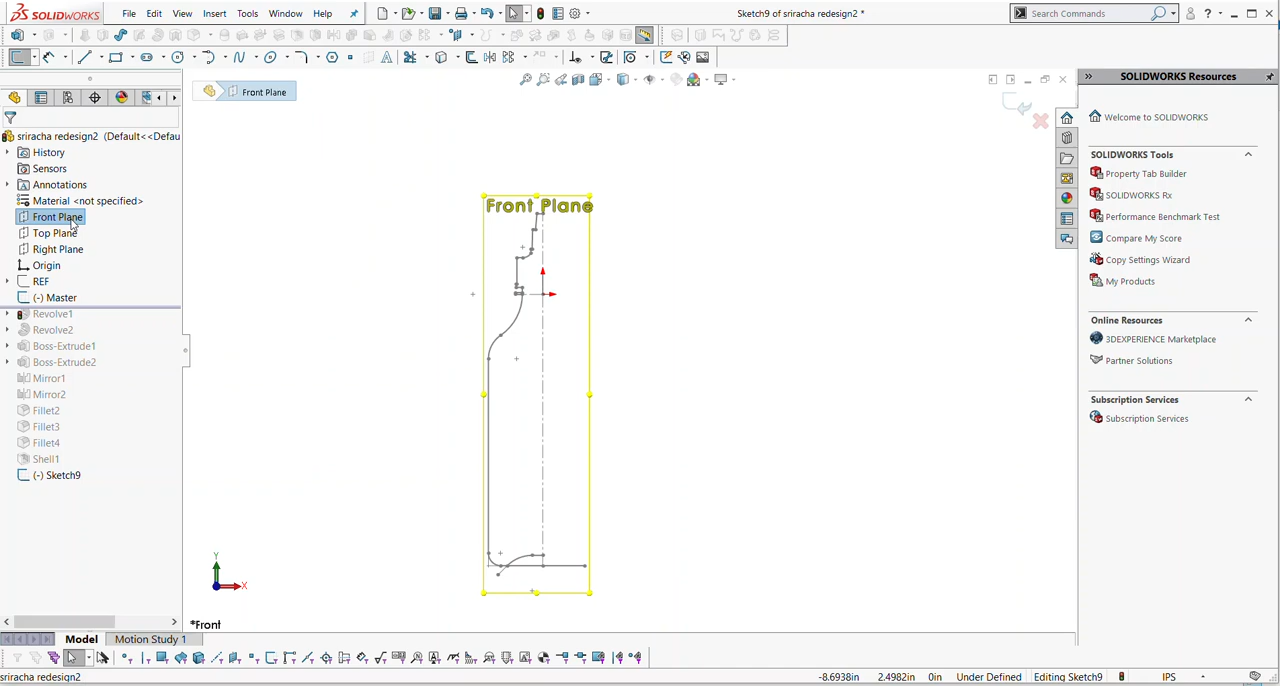 SOLIDWORKS File Edit View Insert Tools Window Help Sketch9 of sriracha redesign2 * Search Commands ?
Front Plane
SOLIDWORKS Resources
sriracha redesign2 (Default<<Defau
History
Sensors
Annotations
Material <not specified>
Front Plane
Top Plane
Right Plane
Origin
REF
(-) Master
Revolve1
Revolve2
Boss-Extrude1
Boss-Extrude2
Mirror1
Mirror2
Fillet2
Fillet3
Fillet4
Shell1
(-) Sketch9
Front Plane
Y
X
*Front
Welcome to SOLIDWORKS
SOLIDWORKS Tools
Property Tab Builder
SOLIDWORKS Rx
Performance Benchmark Test
Compare My Score
Copy Settings Wizard
My Products
Online Resources
3DEXPERIENCE Marketplace
Partner Solutions
Subscription Services
Subscription Services
Model Motion Study 1
sriracha redesign2 -8.6938in 2.4982in 0in Under Defined Editing Sketch9 IPS